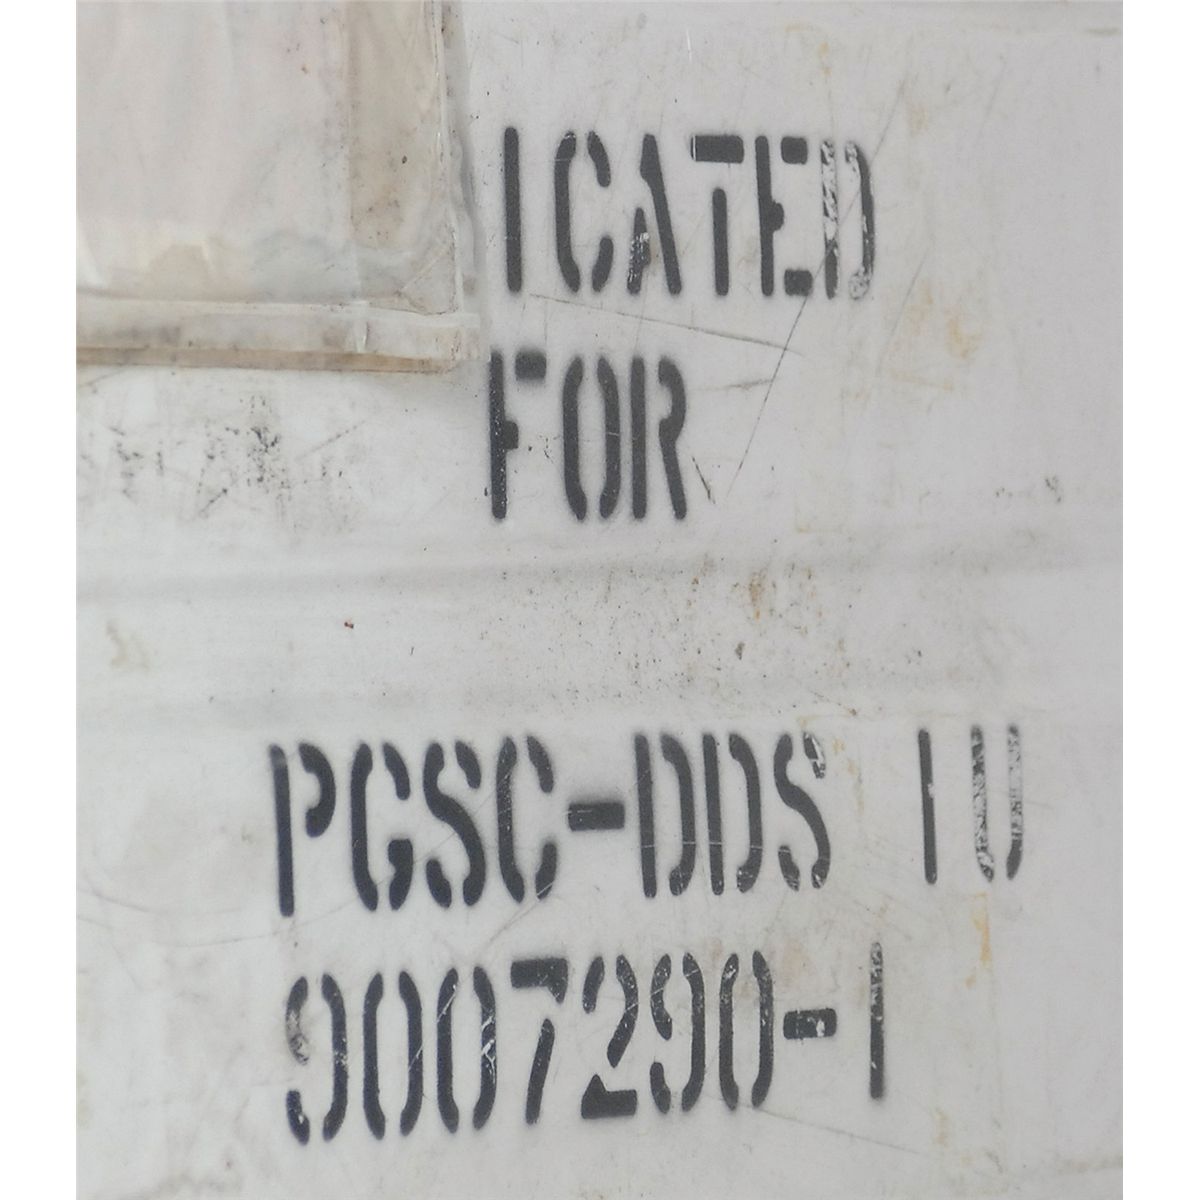 ICATED
FOR
PGSC-DDS IU
9007290-1